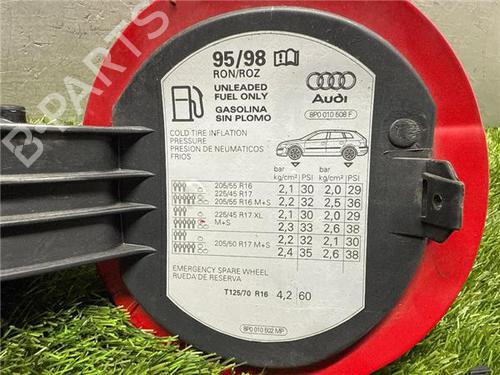 B-PARTS
95/98
RON/ROZ
UNLEADED
FUEL ONLY
GASOLINA
SIN PLOMO
Audi
8P0 010 508 F
COLD TIRE INFLATION
PRESSURE
PRESION DE NEUMATICOS
FRIOS
bar kg/cm² PSI bar kg/cm² PSI
205/55 R16
225/45 R17 2,1 30 2,0 29
205/55 R16 M+S 2,2 32 2,5 36
225/45 R17 XL 2,1 30 2,0 29
M+S 2,3 33 2,6 38
205/50 R17 M+S 2,2 32 2,1 30
2,4 35 2,6 38
EMERGENCY SPARE WHEEL
RUEDA DE RESERVA
T125/70 R16 4,2 60
8P0 010 502 MP